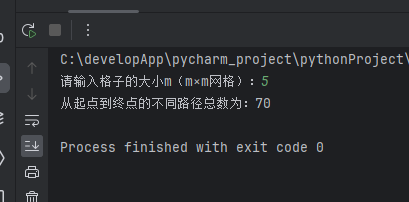 C:\developApp\pycharm_project\pythonProject\
请输入格子的大小m（m×m网格）：5
从起点到终点的不同路径总数为：70
Process finished with exit code 0